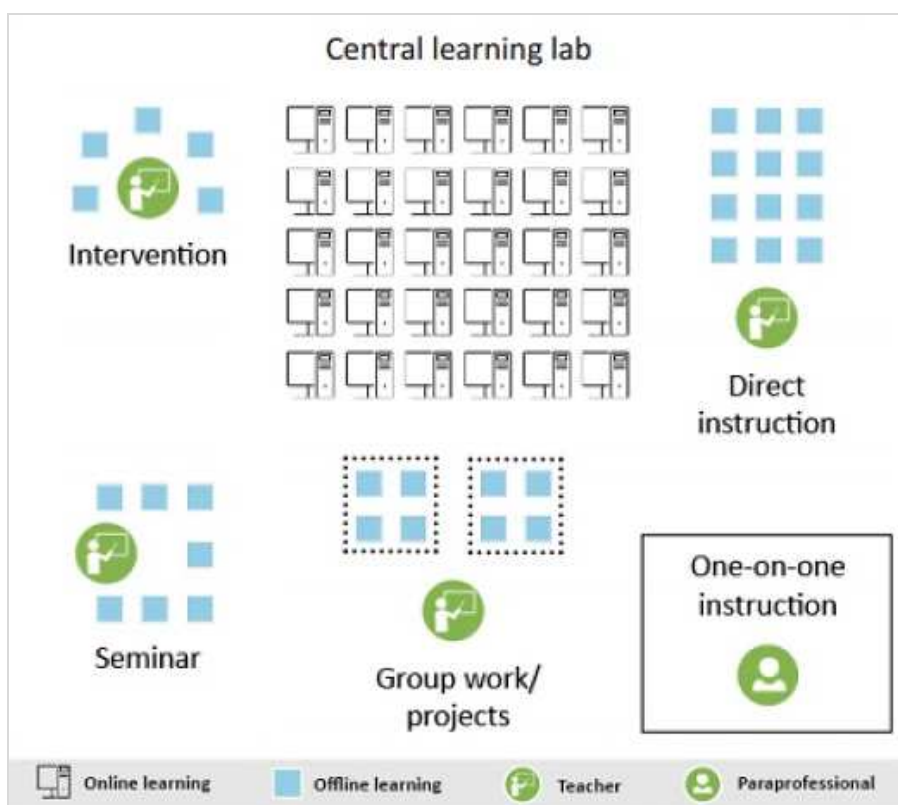 Central learning lab
Intervention
Direct
instruction
Seminar
Group work/
projects
One-on-one
instruction
Online learning
Offline learning
Teacher
Paraprofessional